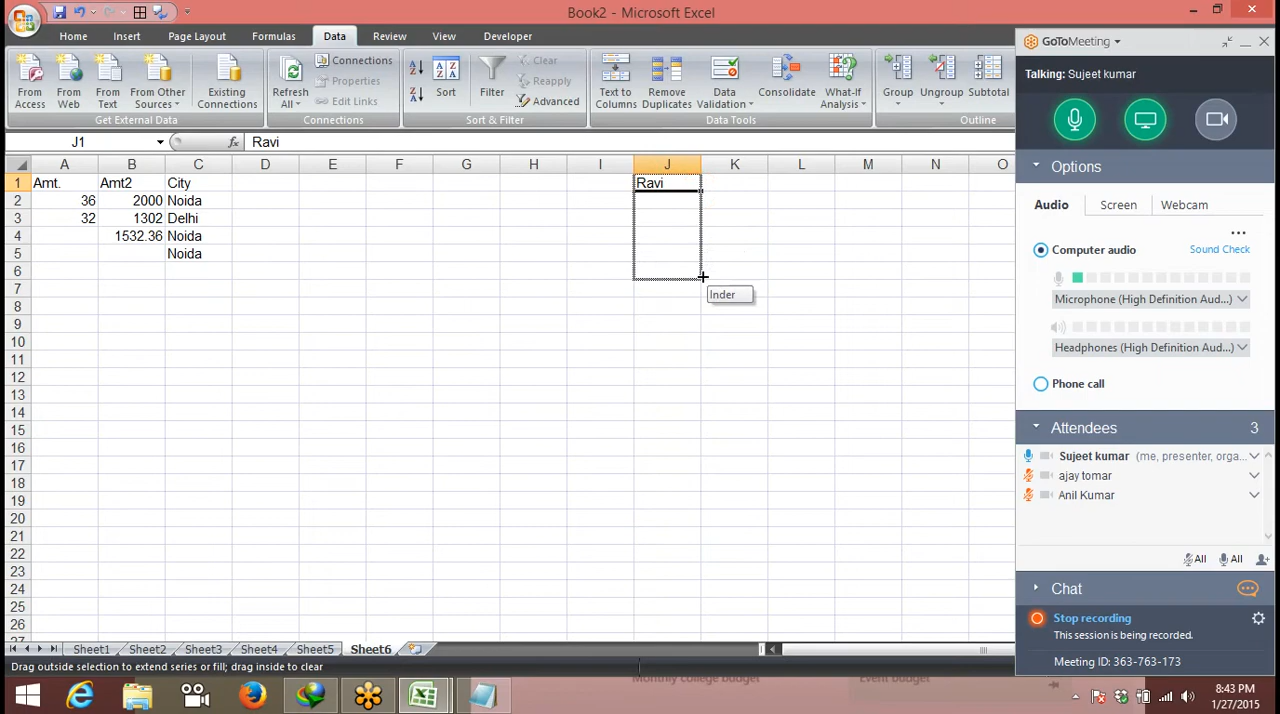 Book2 - Microsoft Excel
Home Insert Page Layout Formulas Data Review View Developer
From Access
From Web
From Text
From Other Sources
Existing Connections
Get External Data
Refresh All
Connections
Properties
Edit Links
Connections
Sort
Filter
Clear
Reapply
Advanced
Sort & Filter
Text to Columns
Remove Duplicates
Data Validation
Consolidate
What-If Analysis
Data Tools
Group
Ungroup
Subtotal
Outline
J1 fx Ravi
A B C D E F G H I J K L M N O
1 Amt. Amt2 City Ravi
2 36 2000 Noida
3 32 1302 Delhi
4 1532.36 Noida
5 Noida
6
7 Inder
8
9
10
11
12
13
14
15
16
17
18
19
20
21
22
23
24
25
26
27
Sheet1 Sheet2 Sheet3 Sheet4 Sheet5 Sheet6
Drag outside selection to extend series or fill; drag inside to clear
GoToMeeting
Talking: Sujeet kumar
Options
Audio Screen Webcam
Computer audio Sound Check
Microphone (High Definition Aud...)
Headphones (High Definition Aud...)
Phone call
Attendees 3
Sujeet kumar (me, presenter, orga...
ajay tomar
Anil Kumar
All All
Chat
Stop recording
This session is being recorded.
Meeting ID: 363-763-173
Monthly college budget Event budget
8:43 PM
1/27/2015